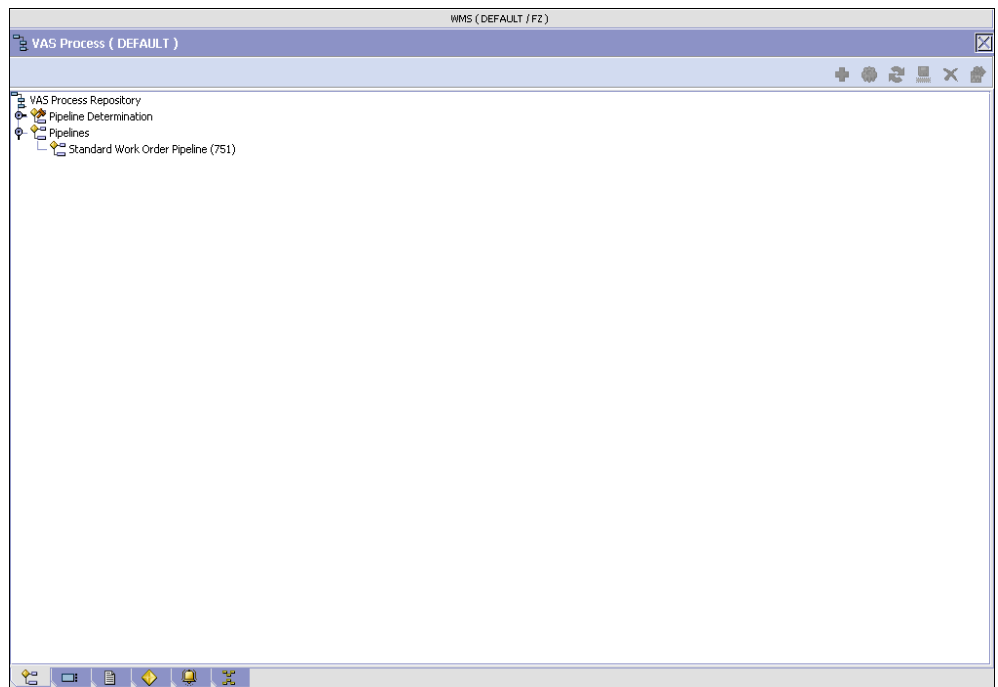 WMS ( DEFAULT / FZ )
VAS Process ( DEFAULT )
VAS Process Repository
Pipeline Determination
Pipelines
Standard Work Order Pipeline (751)